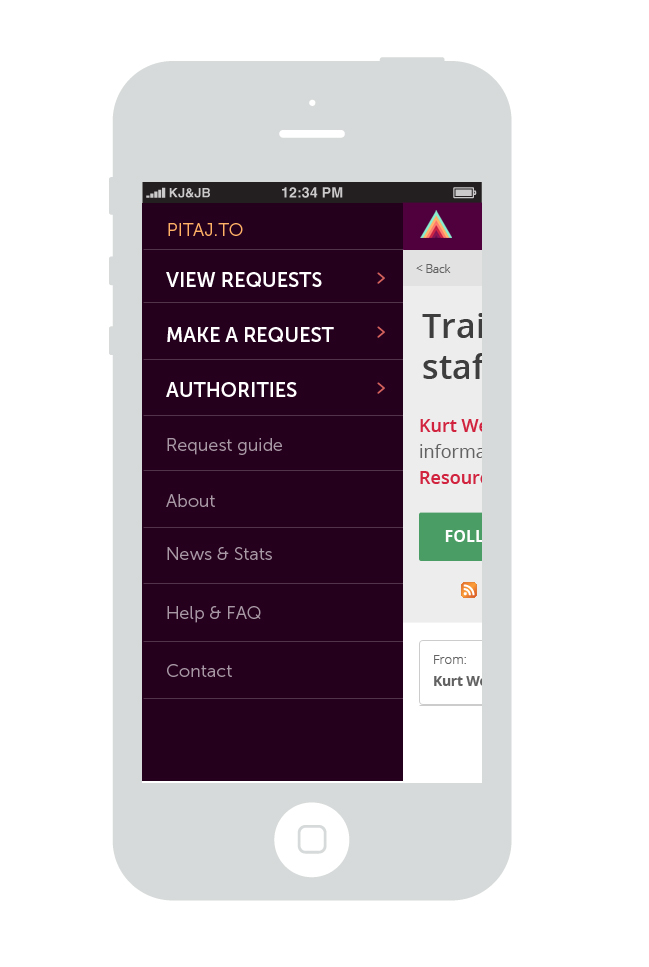 KJ&JB 12:34 PM
PITAJ.TO
VIEW REQUESTS
MAKE A REQUEST
AUTHORITIES
Request guide
About
News & Stats
Help & FAQ
Contact
< Back
Trai
staf
Kurt We
informa
Resourc
FOLL
From:
Kurt We